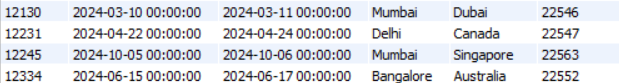 12130 2024-03-10 00:00:00 2024-03-11 00:00:00 Mumbai Dubai 22546
12231 2024-04-22 00:00:00 2024-04-24 00:00:00 Delhi Canada 22547
12245 2024-10-05 00:00:00 2024-10-06 00:00:00 Mumbai Singapore 22563
12334 2024-06-15 00:00:00 2024-06-17 00:00:00 Bangalore Australia 22552